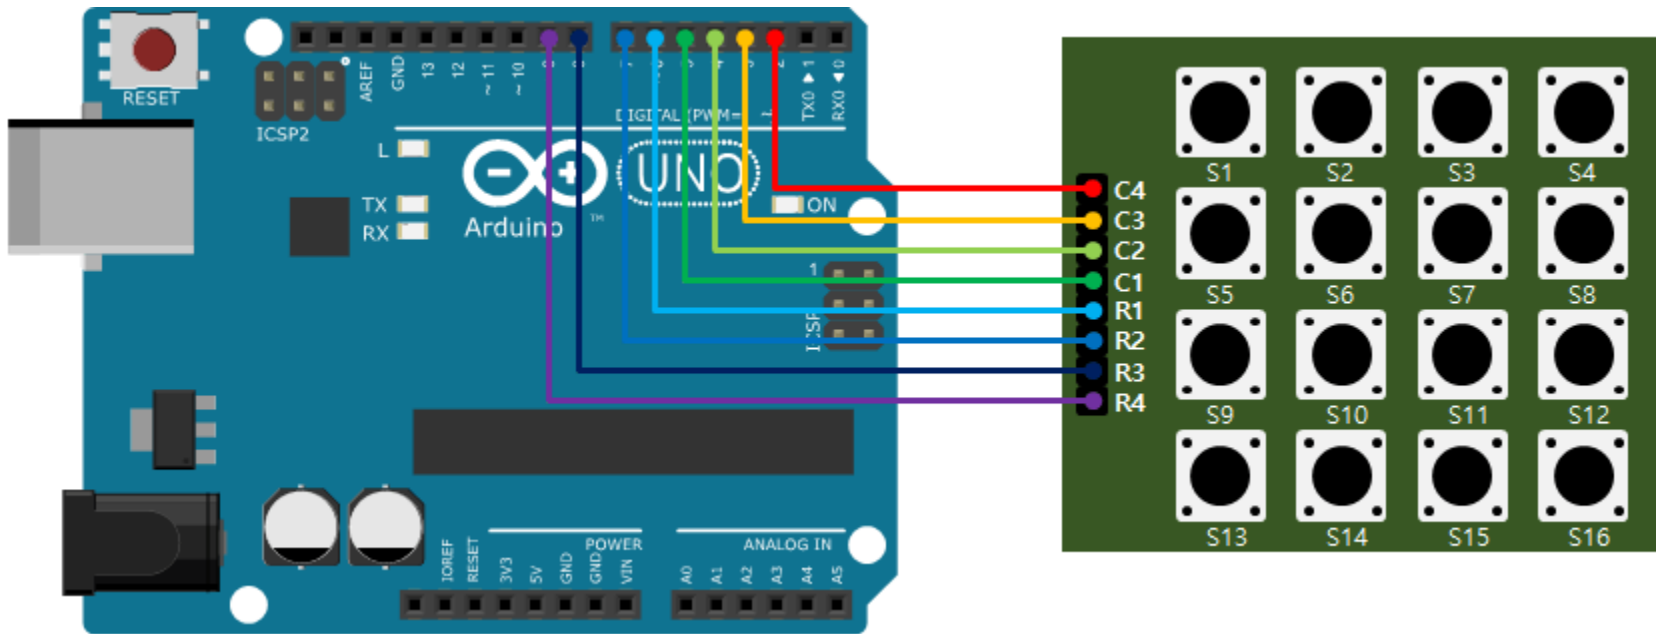 RESET
ICSP2
AREF
GND
13
12
~11
~10
TX0 ▶ 1
RX0 ◀ 0
DIGITAL (PWM=
L
TX
RX
UNO
Arduino
™
ON
1
C4
C3
C2
C1
R1
R2
R3
R4
S1 S2 S3 S4
S5 S6 S7 S8
S9 S10 S11 S12
S13 S14 S15 S16
POWER
ANALOG IN
IOREF
RESET
3V3
5V
GND
GND
VIN
A0
A1
A2
A3
A4
A5